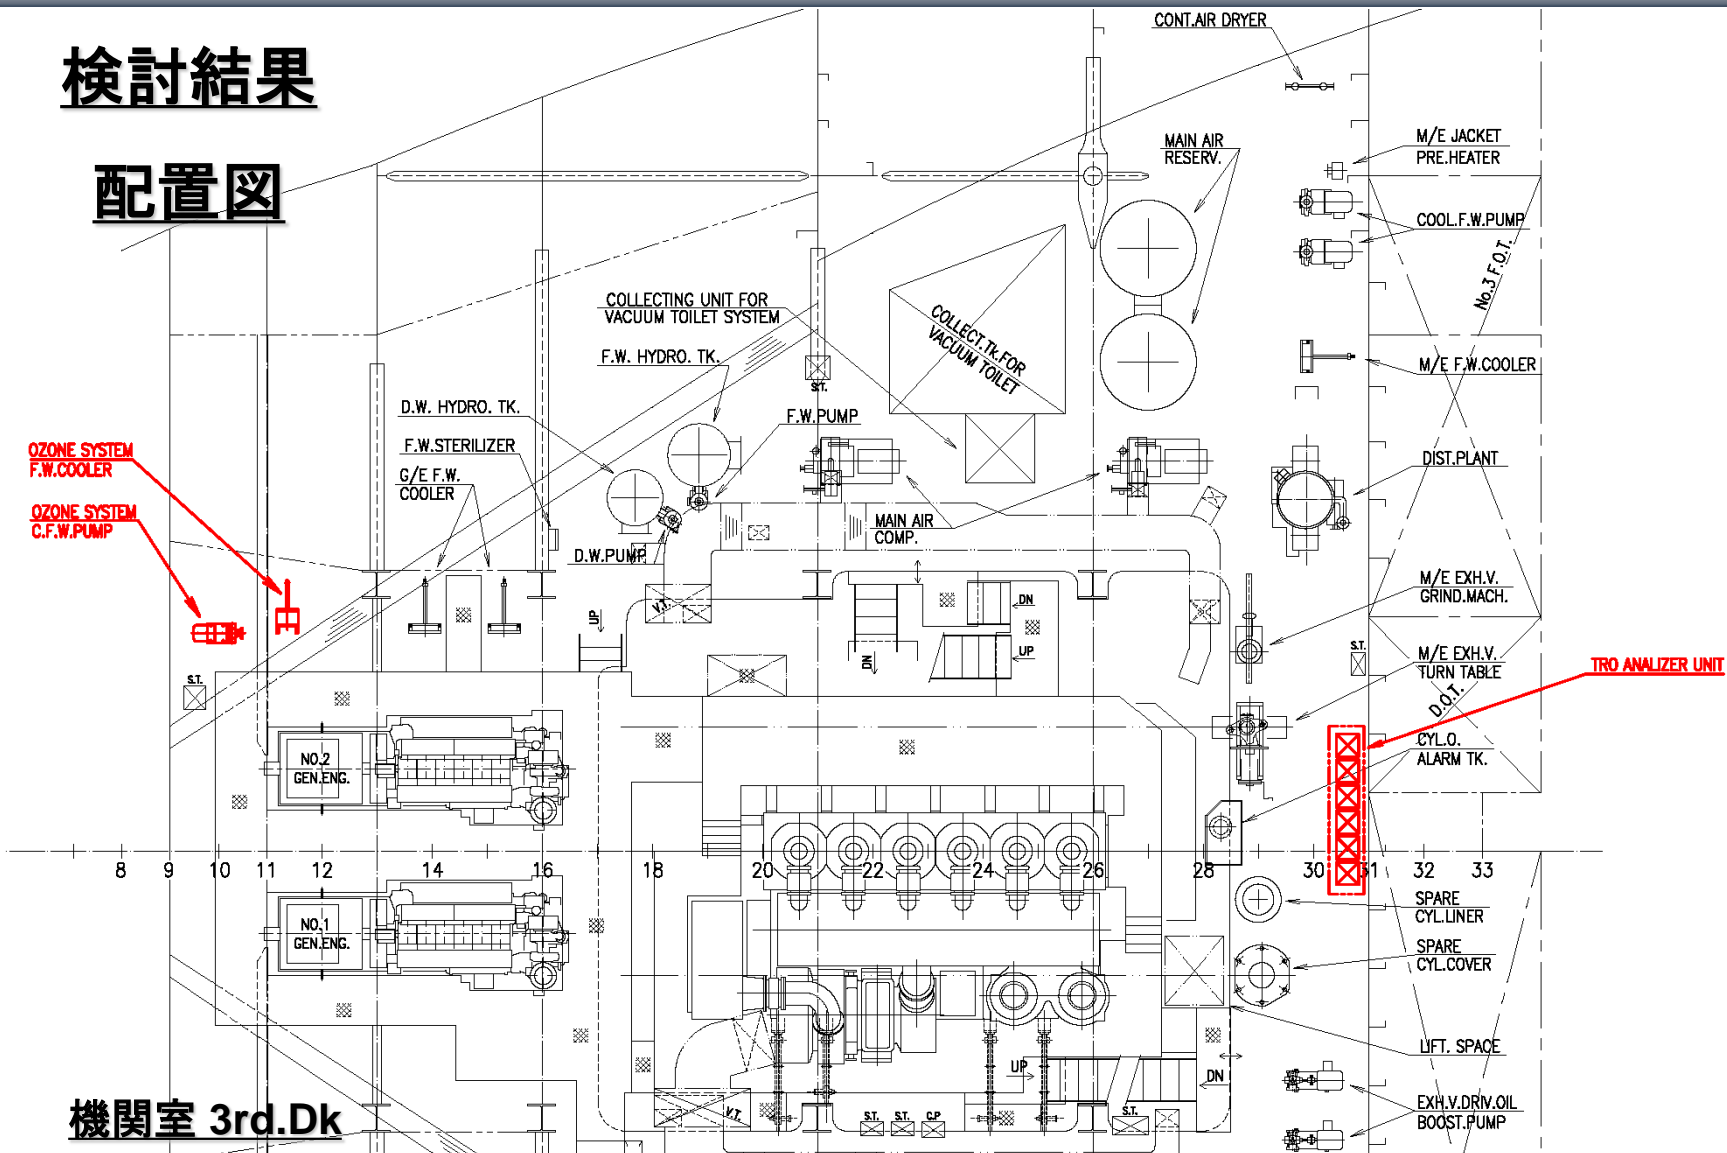 検討結果
配置図
CONT.AIR DRYER
MAIN AIR
RESERV.
M/E JACKET
PRE.HEATER
COOL.F.W.PUMP
No.3 F.O.T.
COLLECTING UNIT FOR
VACUUM TOILET SYSTEM
F.W. HYDRO. TK.
COLLECT.Tk.FOR
VACUUM TOILET
M/E F.W.COOLER
S.T.
D.W. HYDRO. TK.
F.W.PUMP
F.W.STERILIZER
G/E F.W.
COOLER
OZONE SYSTEM
F.W.COOLER
OZONE SYSTEM
C.F.W.PUMP
DIST.PLANT
MAIN AIR
COMP.
D.W.PUMP
M/E EXH.V.
GRIND.MACH.
V.T.
UP
DN
DN
UP
S.T.
M/E EXH.V.
TURN TABLE
TRO ANALIZER UNIT
D.O.T.
S.T.
CYL.O.
ALARM TK.
NO.2
GEN.ENG.
8 9 10 11 12 14 16 18 20 22 24 26 28 30 31 32 33
NO.1
GEN.ENG.
SPARE
CYL.LINER
SPARE
CYL.COVER
LIFT. SPACE
UP
DN
EXH.V.DRIV.OIL
BOOST.PUMP
V.T.
S.T.
S.T.
C.P
S.T.
機関室 3rd.Dk